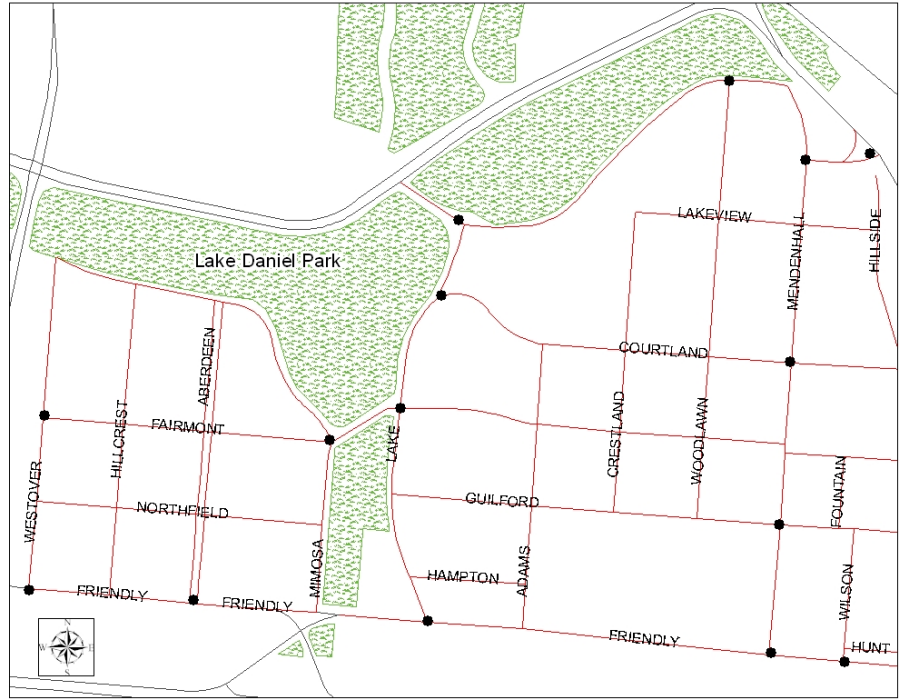 LAKEVIEW
HILLSIDE
MENDENHALL
Lake Daniel Park
ABERDEEN
COURTLAND
FAIRMONT
HILLCREST
CRESTLAND
WOODLAWN
LAKE
WESTOVER
NORTHFIELD
GUILFORD
FOUNTAIN
MIMOSA
HAMPTON
ADAMS
WILSON
FRIENDLY
FRIENDLY
FRIENDLY
HUNT
N
W E
S